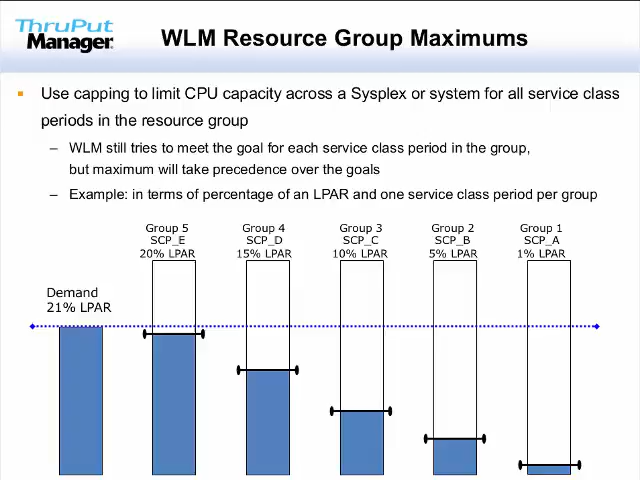 ThruPut
Manager
WLM Resource Group Maximums
Use capping to limit CPU capacity across a Sysplex or system for all service class
periods in the resource group
– WLM still tries to meet the goal for each service class period in the group,
but maximum will take precedence over the goals
– Example: in terms of percentage of an LPAR and one service class period per group
Group 5
SCP_E
20% LPAR
Group 4
SCP_D
15% LPAR
Group 3
SCP_C
10% LPAR
Group 2
SCP_B
5% LPAR
Group 1
SCP_A
1% LPAR
Demand
21% LPAR